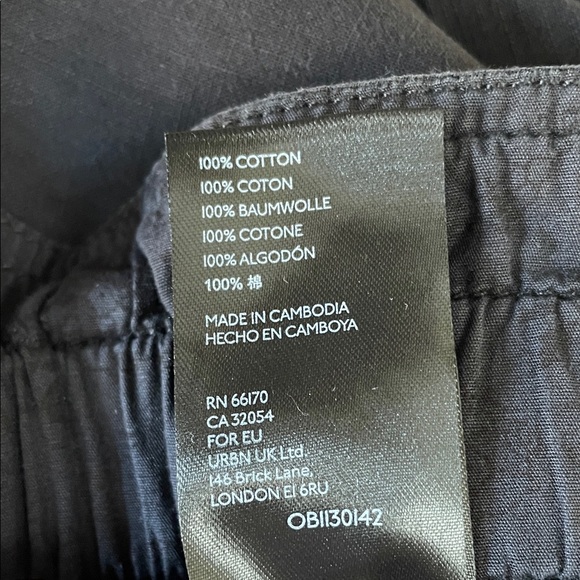 100% COTTON
100% COTON
100% BAUMWOLLE
100% COTONE
100% ALGODÓN
100% 棉
MADE IN CAMBODIA
HECHO EN CAMBOYA
RN 66170
CA 32054
FOR EU
URBN UK Ltd.
146 Brick Lane,
LONDON E1 6RU
OB1130142